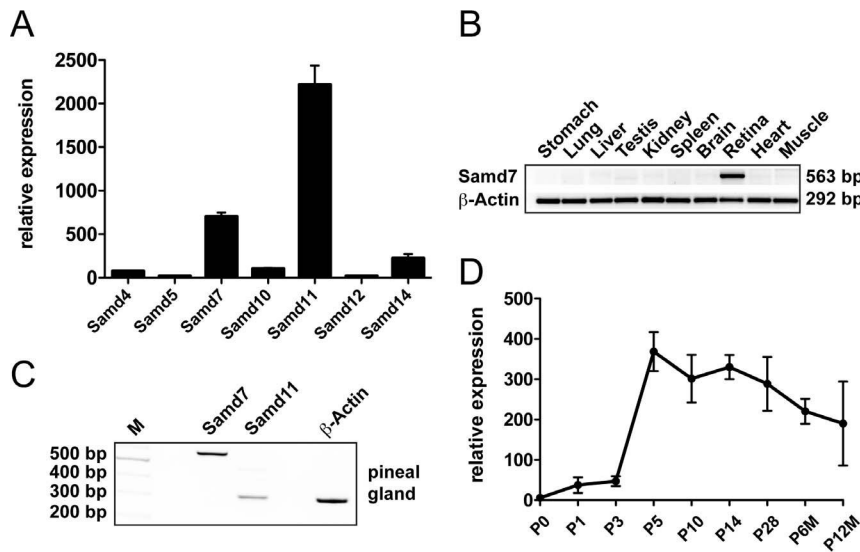 A
2500
2000
1500
1000
500
0
relative expression
Samd4
Samd5
Samd7
Samd10
Samd11
Samd12
Samd14
B
Stomach
Lung
Liver
Testis
Kidney
Spleen
Brain
Retina
Heart
Muscle
Samd7 563 bp
β-Actin 292 bp
C
M
Samd7
Samd11
β-Actin
500 bp
400 bp
300 bp
200 bp
pineal
gland
D
500
400
300
200
100
0
relative expression
P0
P1
P3
P5
P10
P14
P28
P6M
P12M